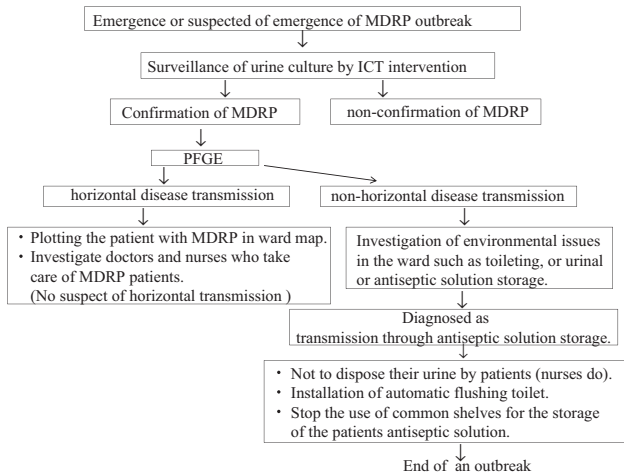 Emergence or suspected of emergence of MDRP outbreak
Surveillance of urine culture by ICT intervention
Confirmation of MDRP
non-confirmation of MDRP
PFGE
horizontal disease transmission
non-horizontal disease transmission
・ Plotting the patient with MDRP in ward map.
・ Investigate doctors and nurses who take
care of MDRP patients.
(No suspect of horizontal transmission )
Investigation of environmental issues
in the ward such as toileting, or urinal
or antiseptic solution storage.
Diagnosed as
transmission through antiseptic solution storage.
・ Not to dispose their urine by patients (nurses do).
・ Installation of automatic flushing toilet.
・ Stop the use of common shelves for the storage
of the patients antiseptic solution.
End of an outbreak